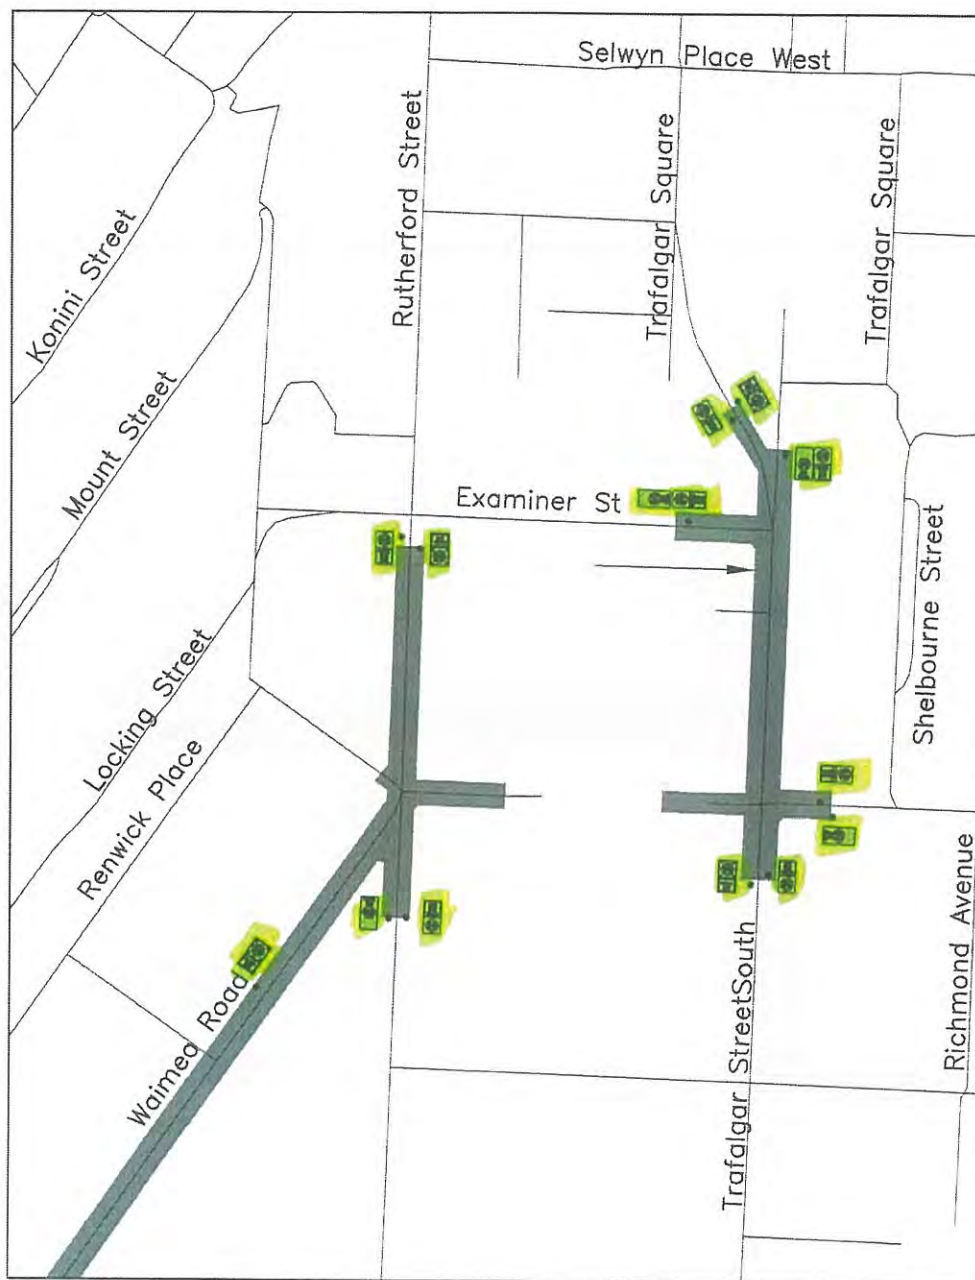 Selwyn Place West
Rutherford Street
Trafalgar Square
Trafalgar Square
Konini Street
Mount Street
Examiner St
Shelbourne Street
Locking Street
Renwick Place
Waimea Road
Trafalgar StreetSouth
Richmond Avenue